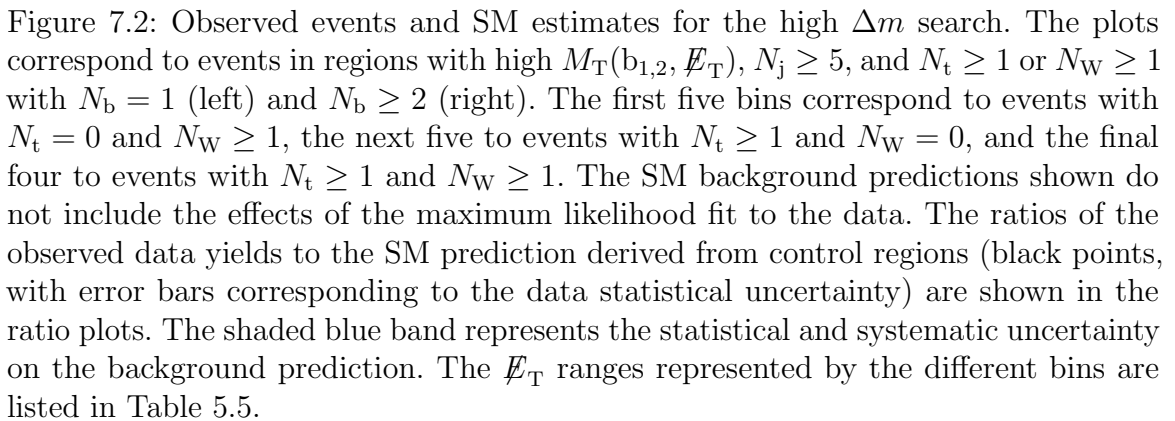 Figure 7.2: Observed events and SM estimates for the high Δm search. The plots
correspond to events in regions with high M_T(b_{1,2}, E̸_T), N_j ≥ 5, and N_t ≥ 1 or N_W ≥ 1
with N_b = 1 (left) and N_b ≥ 2 (right). The first five bins correspond to events with
N_t = 0 and N_W ≥ 1, the next five to events with N_t ≥ 1 and N_W = 0, and the final
four to events with N_t ≥ 1 and N_W ≥ 1. The SM background predictions shown do
not include the effects of the maximum likelihood fit to the data. The ratios of the
observed data yields to the SM prediction derived from control regions (black points,
with error bars corresponding to the data statistical uncertainty) are shown in the
ratio plots. The shaded blue band represents the statistical and systematic uncertainty
on the background prediction. The E̸_T ranges represented by the different bins are
listed in Table 5.5.